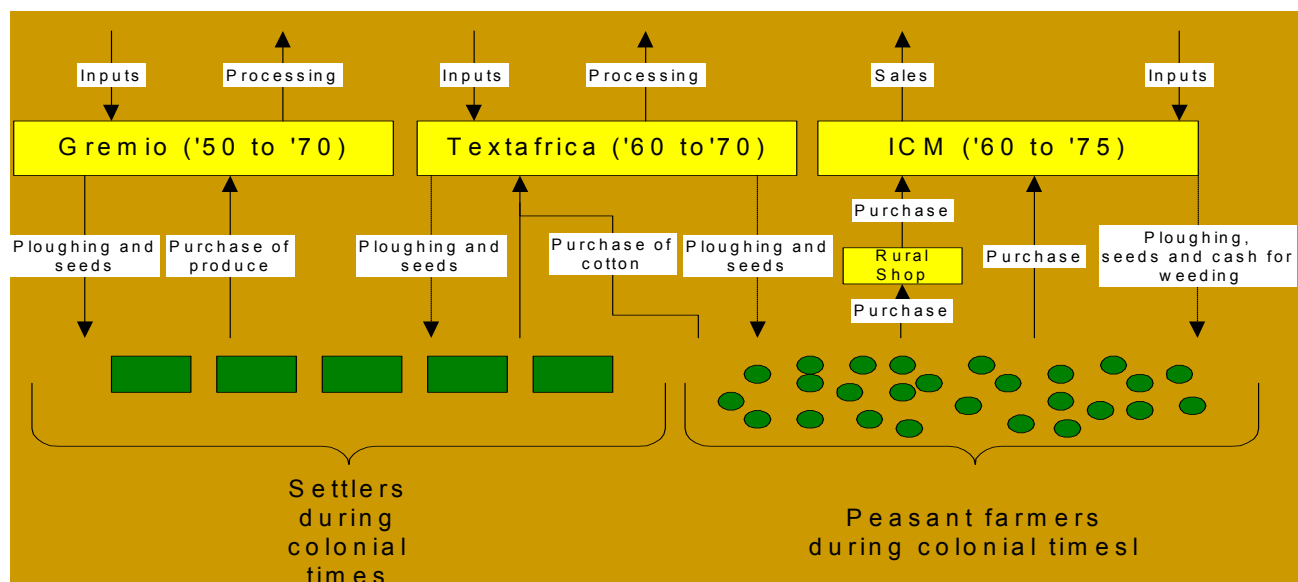 Inputs
Processing
Inputs
Processing
Sales
Inputs
Gremio ('50 to '70)
Textafrica ('60 to'70)
ICM ('60 to '75)
Purchase
Ploughing and
seeds
Purchase of
produce
Ploughing and
seeds
Purchase of
cotton
Ploughing and
seeds
Rural
Shop
Purchase
Purchase
Ploughing,
seeds and cash for
weeding
Settlers
during
colonial
times
Peasant farmers
during colonial timesl